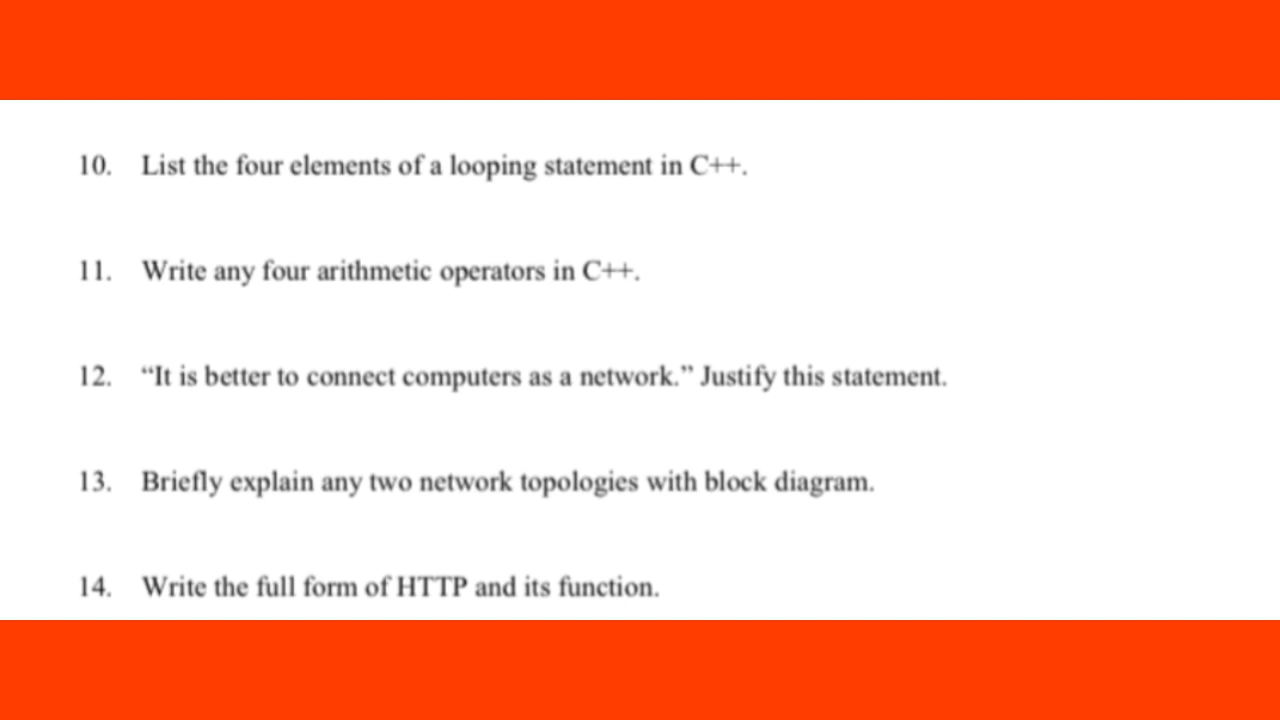 10. List the four elements of a looping statement in C++.
11. Write any four arithmetic operators in C++.
12. “It is better to connect computers as a network.” Justify this statement.
13. Briefly explain any two network topologies with block diagram.
14. Write the full form of HTTP and its function.